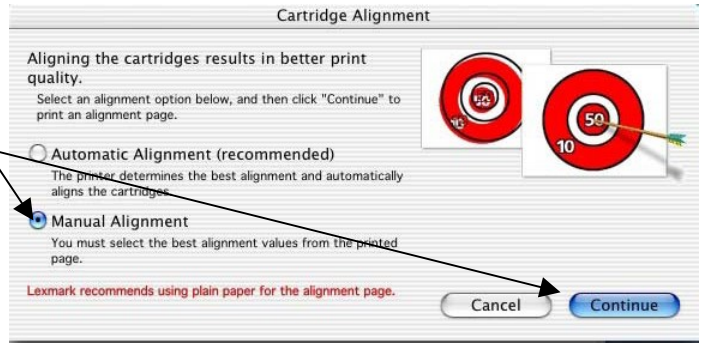 Cartridge Alignment
Aligning the cartridges results in better print
quality.
Select an alignment option below, and then click "Continue" to
print an alignment page.
Automatic Alignment (recommended)
The printer determines the best alignment and automatically
aligns the cartridges.
Manual Alignment
You must select the best alignment values from the printed
page.
Lexmark recommends using plain paper for the alignment page.
50
10
50
10
Cancel
Continue